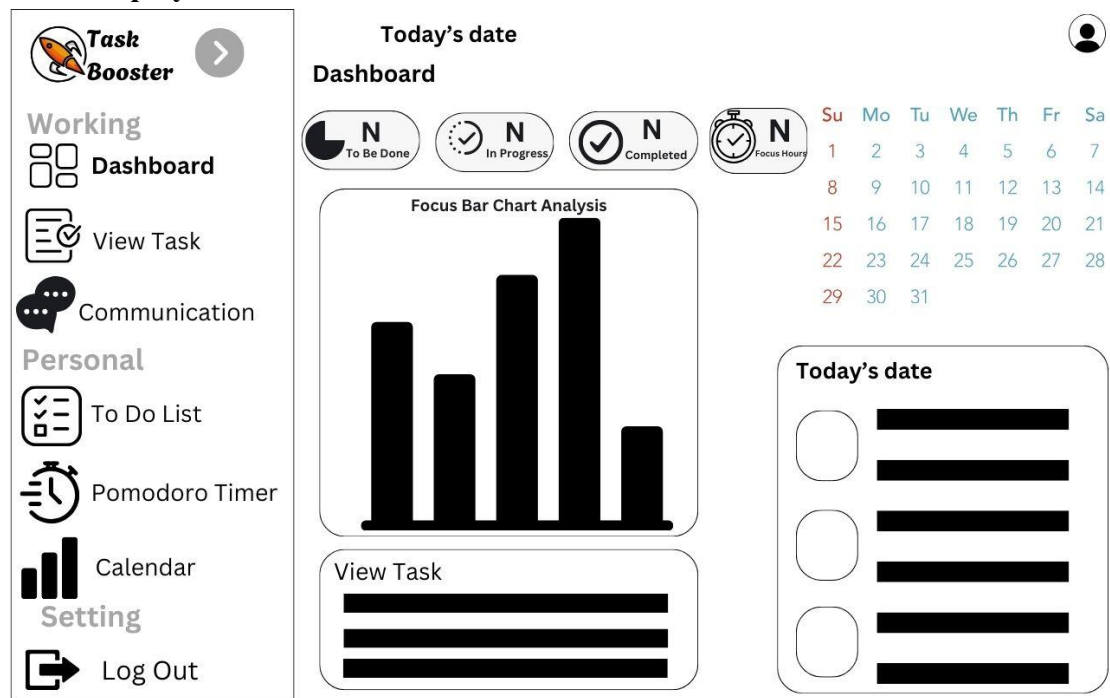 Task
Booster
Working
Dashboard
View Task
Communication
Personal
To Do List
Pomodoro Timer
Calendar
Setting
Log Out
Today’s date
Dashboard
N
To Be Done
N
In Progress
N
Completed
N
Focus Hours
Su Mo Tu We Th Fr Sa
1 2 3 4 5 6 7
8 9 10 11 12 13 14
15 16 17 18 19 20 21
22 23 24 25 26 27 28
29 30 31
Focus Bar Chart Analysis
View Task
Today’s date